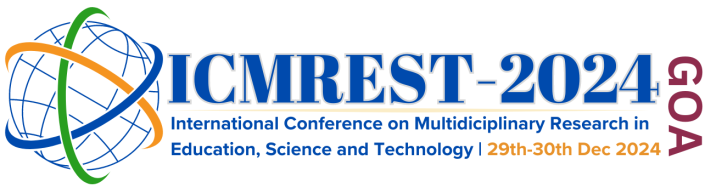 ICMREST-2024
International Conference on Multidiciplinary Research in
Education, Science and Technology | 29th-30th Dec 2024
GOA